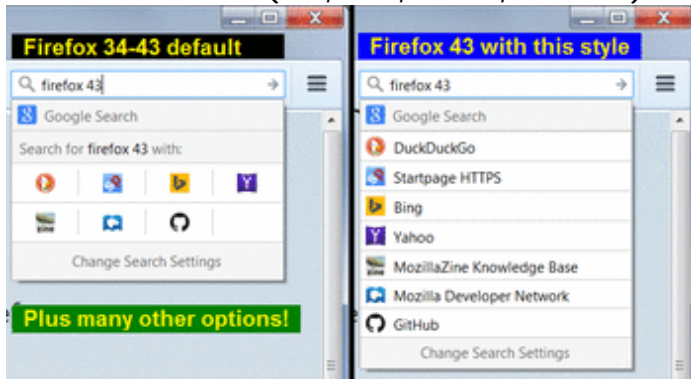 Firefox 34-43 default
firefox 43
Google Search
Search for firefox 43 with:
Change Search Settings
Plus many other options!
Firefox 43 with this style
firefox 43
Google Search
DuckDuckGo
Startpage HTTPS
Bing
Yahoo
MozillaZine Knowledge Base
Mozilla Developer Network
GitHub
Change Search Settings